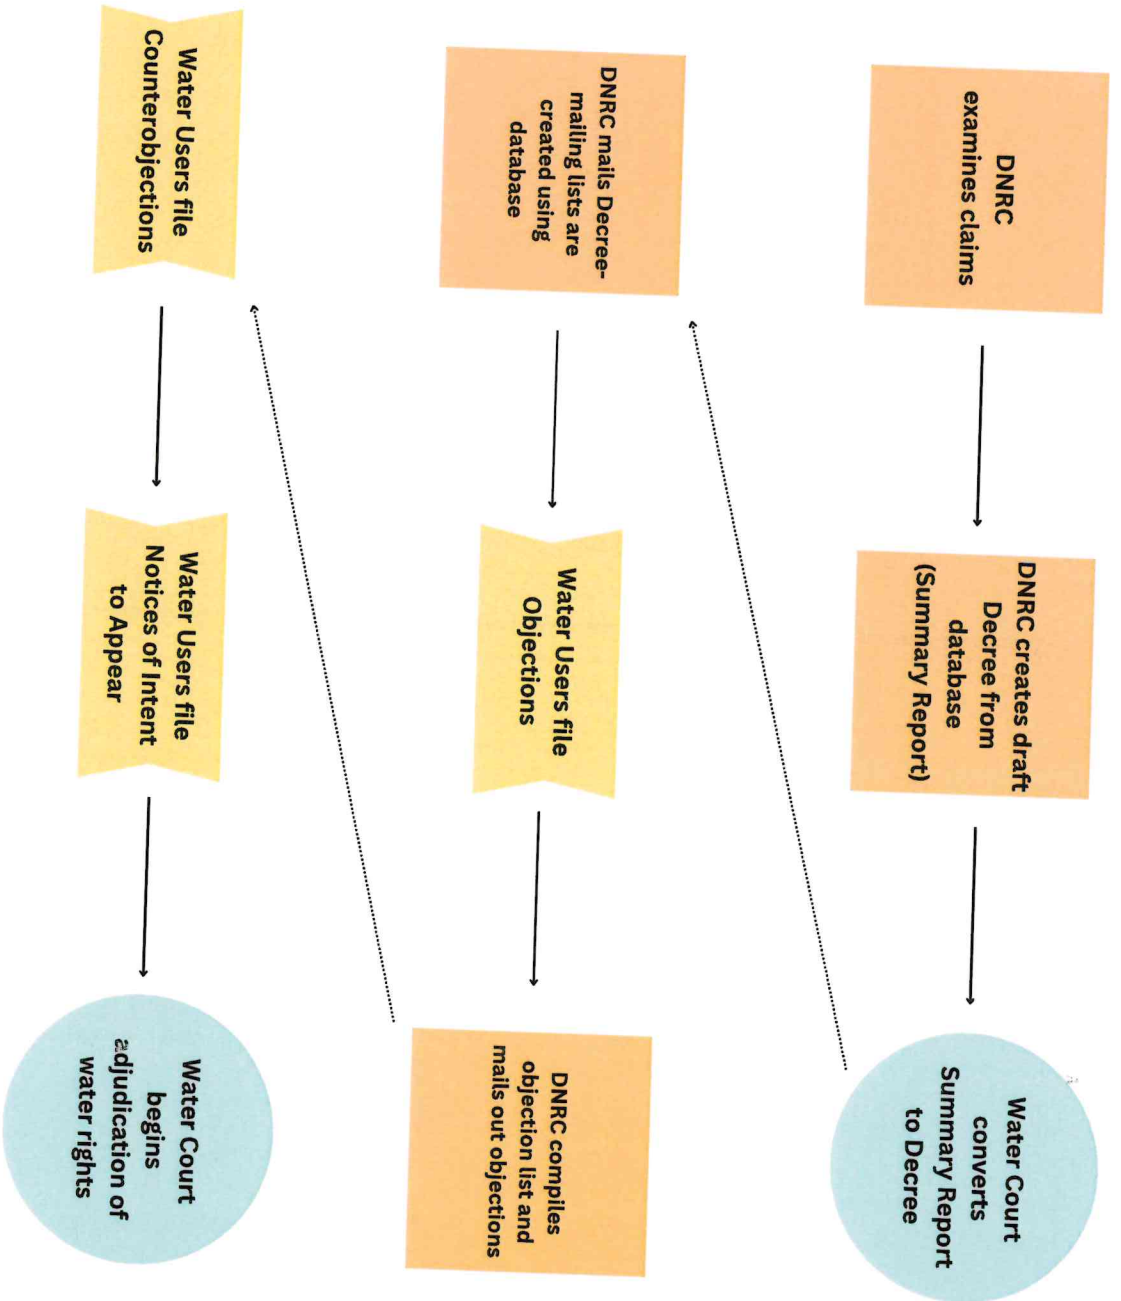 DNRC
examines claims
DNRC creates draft
Decree from
database
(Summary Report)
Water Court
converts
Summary Report
to Decree
DNRC mails Decree-
mailing lists are
created using
database
Water Users file
Objections
DNRC compiles
objection list and
mails out objections
Water Users file
Counterobjections
Water Users file
Notices of Intent
to Appear
Water Court
begins
adjudication of
water rights